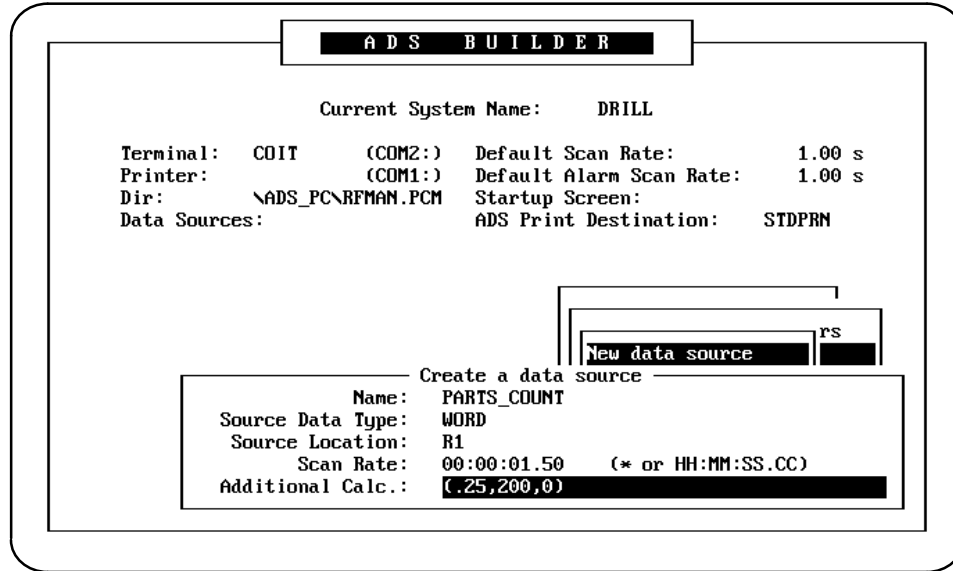 ADS BUILDER
Current System Name: DRILL
Terminal: COIT (COM2:) Default Scan Rate: 1.00 s
Printer: (COM1:) Default Alarm Scan Rate: 1.00 s
Dir: \ADS_PC\RFMAN.PCM Startup Screen:
Data Sources: ADS Print Destination: STDPRN
rs
New data source
Create a data source
Name: PARTS_COUNT
Source Data Type: WORD
Source Location: R1
Scan Rate: 00:00:01.50 (* or HH:MM:SS.CC)
Additional Calc.: (.25,200,0)